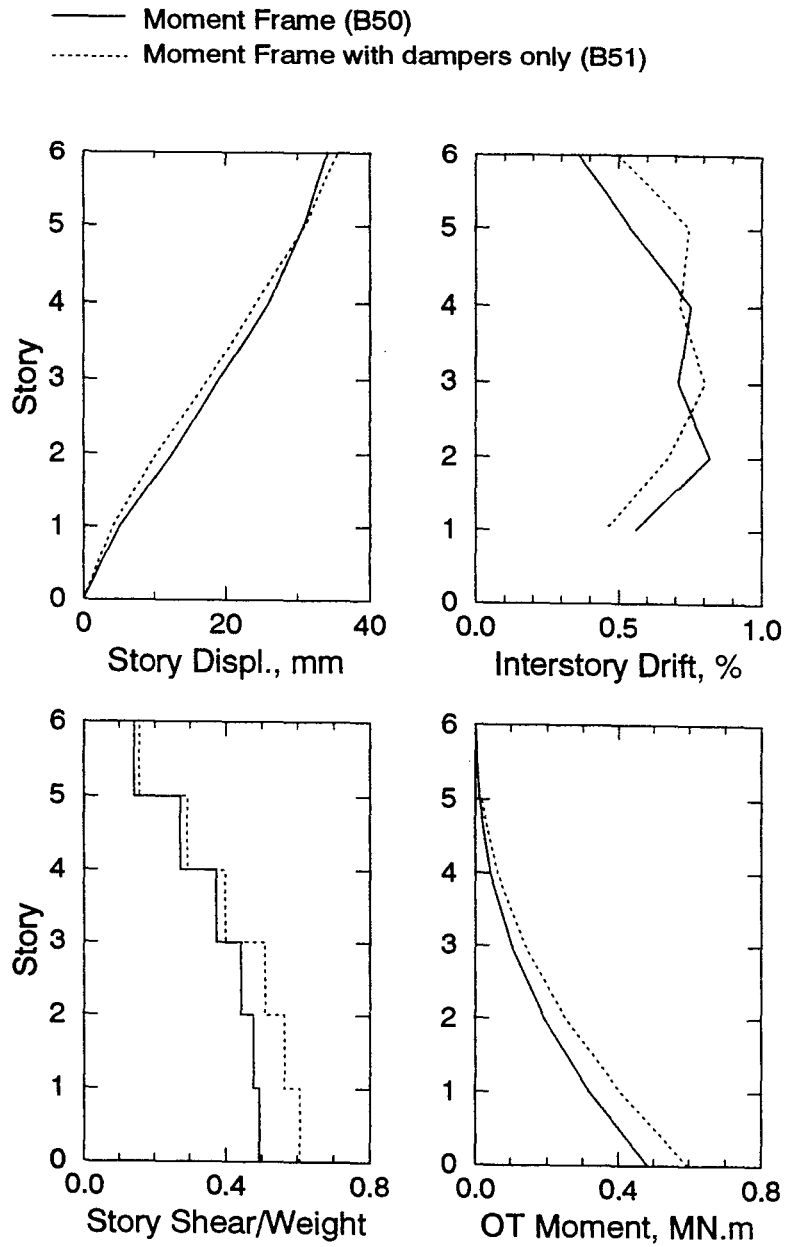 Moment Frame (B50)
Moment Frame with dampers only (B51)
6
5
4
3
2
1
0
Story
0 20 40
Story Displ., mm
6
5
4
3
2
1
0
0.0 0.5 1.0
Interstory Drift, %
6
5
4
3
2
1
0
Story
0.0 0.4 0.8
Story Shear/Weight
6
5
4
3
2
1
0
0.0 0.4 0.8
OT Moment, MN.m